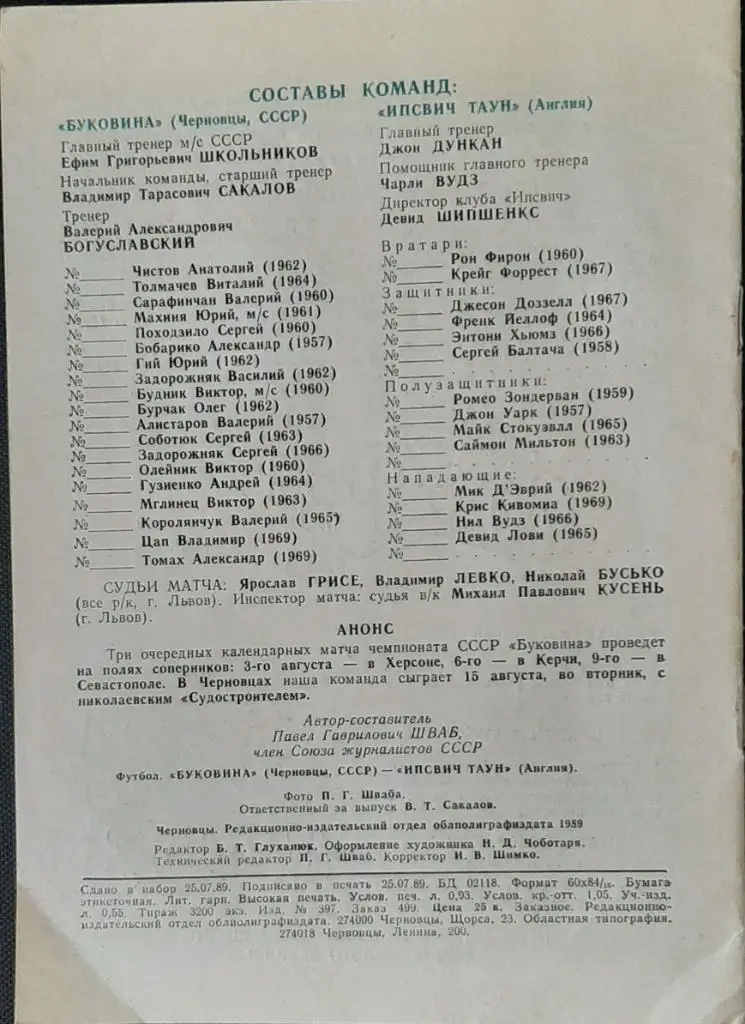 СОСТАВЫ КОМАНД:
«БУКОВИНА» (Черновцы, СССР)
Главный тренер м/с СССР
Ефим Григорьевич ШКОЛЬНИКОВ
Начальник команды, старший тренер
Владимир Тарасович САКАЛОВ
Тренер
Валерий Александрович
БОГУСЛАВСКИЙ
№ Чистов Анатолий (1962)
№ Толмачев Виталий (1964)
№ Сарафинчан Валерий (1960)
№ Махиня Юрий, м/с (1961)
№ Походзило Сергей (1960)
№ Бобарико Александр (1957)
№ Гий Юрий (1962)
№ Задорожняк Василий (1962)
№ Будник Виктор, м/с (1960)
№ Бурчак Олег (1962)
№ Алистаров Валерий (1957)
№ Соботюк Сергей (1963)
№ Задорожняк Сергей (1966)
№ Олейник Виктор (1960)
№ Гузиенко Андрей (1964)
№ Мглинец Виктор (1963)
№ Королянчук Валерий (1965)
№ Цап Владимир (1969)
№ Томах Александр (1969)
«ИПСВИЧ ТАУН» (Англия)
Главный тренер
Джон ДУНКАН
Помощник главного тренера
Чарли ВУДЗ
Директор клуба «Ипсвич»
Девид ШИПШЕНКС
Вратари:
№ Рон Фирон (1960)
№ Крейг Форрест (1967)
Защитники:
№ Джесон Доззелл (1967)
№ Френк Йеллоф (1964)
№ Энтони Хьюмз (1966)
№ Сергей Балтача (1958)
№ . . . . . . . . . .
Полузащитники:
№ Ромео Зондерван (1959)
№ Джон Уарк (1957)
№ Майк Стокуэвлл (1965)
№ Саймон Мильтон (1963)
№ . . . . . . . . . .
Нападающие:
№ Мик Д'Эврий (1962)
№ Крис Кивомиа (1969)
№ Нил Вудз (1966)
№ Девид Лови (1965)
№ . . . . . . . . . .
СУДЬИ МАТЧА: Ярослав ГРИСЕ, Владимир ЛЕВКО, Николай БУСЬКО
(все р/к, г. Львов). Инспектор матча: судья в/к Михаил Павлович КУСЕНЬ
(г. Львов).
АНОНС
Три очередных календарных матча чемпионата СССР «Буковина» проведет
на полях соперников: 3-го августа — в Херсоне, 6-го — в Керчи, 9-го — в
Севастополе. В Черновцах наша команда сыграет 15 августа, во вторник, с
николаевским «Судостроителем».
Автор-составитель
Павел Гаврилович ШВАБ,
член Союза журналистов СССР
Футбол. «БУКОВИНА» (Черновцы, СССР) — «ИПСВИЧ ТАУН» (Англия).
Фото П. Г. Шваба.
Ответственный за выпуск В. Т. Сакалов.
Черновцы. Редакционно-издательский отдел облполиграфиздата 1989
Редактор Б. Т. Глуханюк. Оформление художника Н. Д. Чоботаря.
Технический редактор П. Г. Шваб. Корректор И. В. Шимко.
Сдано в набор 25.07.89. Подписано в печать 25.07.89. БД 02118. Формат 60х84/16. Бумага
этикеточная. Лит. гарн. Высокая печать. Услов. печ. л. 0,93. Услов. кр.-отт. 1,05. Уч.-изд.
л. 0,55. Тираж 3200 экз. Изд. № 397. Заказ 499. Цена 25 к. Заказное. Редакционно-
издательский отдел облполиграфиздата. 274000 Черновцы, Щорса, 23. Областная типография.
274018 Черновцы, Ленина, 200.